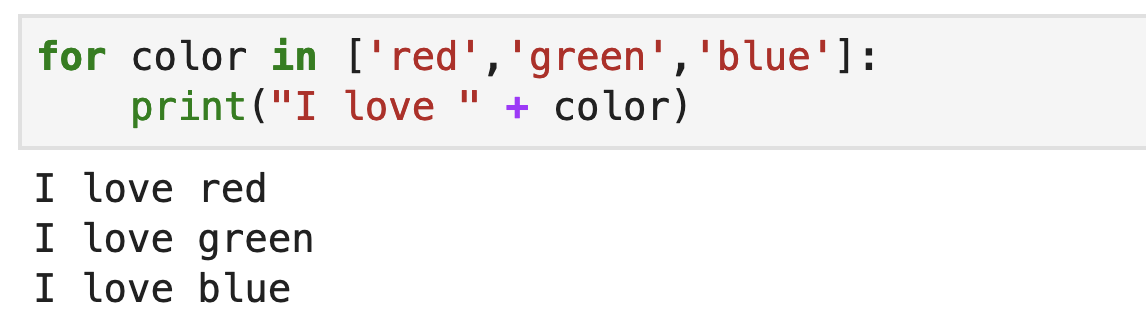 for color in ['red','green','blue']:
    print("I love " + color)
I love red
I love green
I love blue